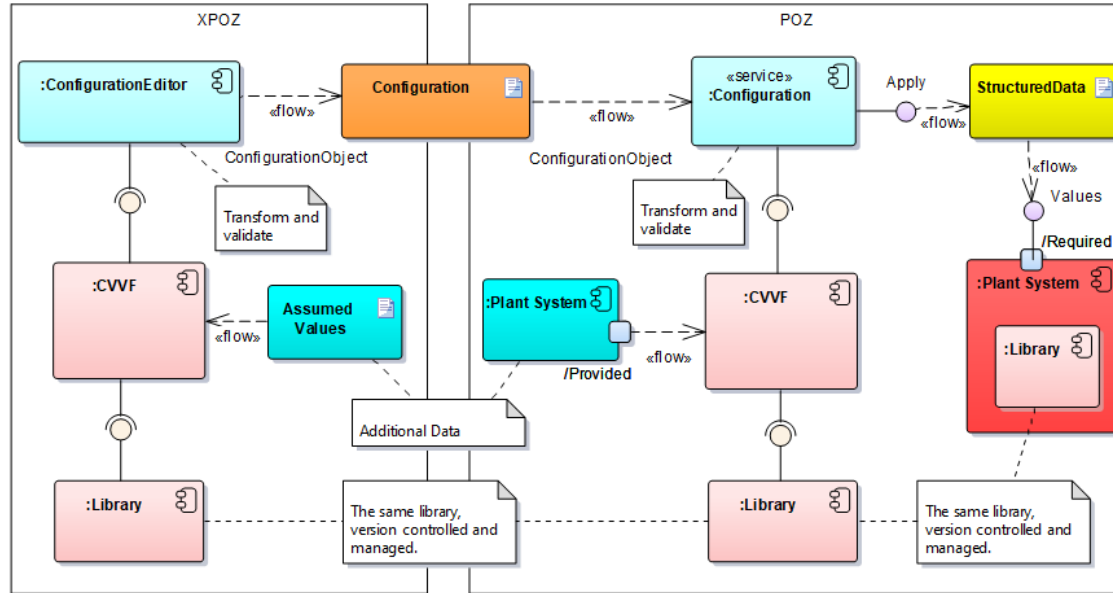 XPOZ
POZ
:ConfigurationEditor
Configuration
«service»
:Configuration
Apply
StructuredData
«flow»
«flow»
«flow»
ConfigurationObject
ConfigurationObject
«flow»
Transform and
validate
Transform and
validate
Values
/Required
:CVVF
Assumed
Values
«flow»
:Plant System
/Provided
«flow»
:CVVF
:Plant System
:Library
Additional Data
:Library
The same library,
version controlled and
managed.
:Library
The same library,
version controlled and
managed.